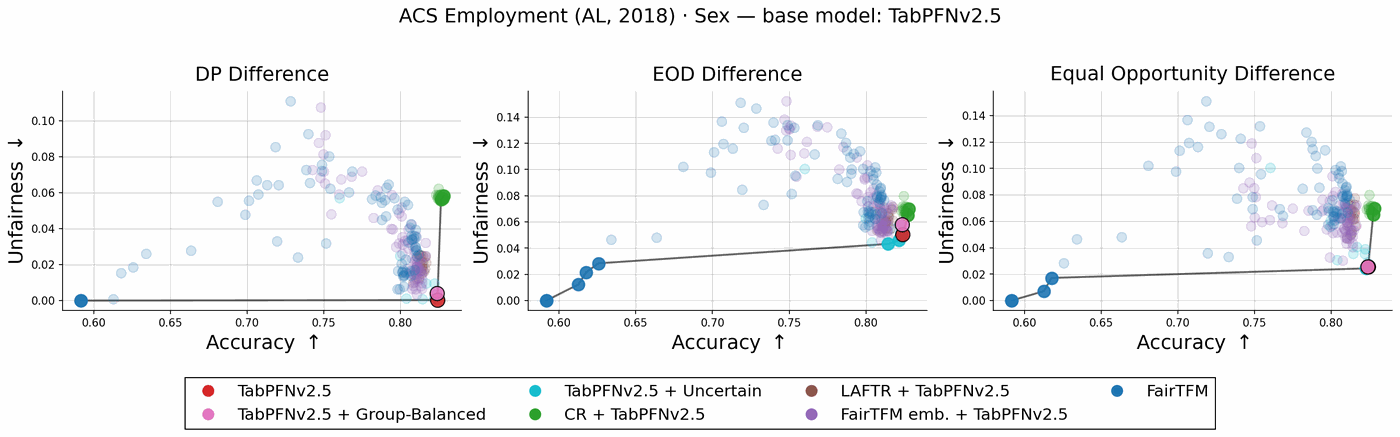 ACS Employment (AL, 2018) · Sex — base model: TabPFNv2.5
DP Difference
EOD Difference
Equal Opportunity Difference
Unfairness ↓
0.10
0.08
0.06
0.04
0.02
0.00
0.60
0.65
0.70
0.75
0.80
Accuracy ↑
Unfairness ↓
0.14
0.12
0.10
0.08
0.06
0.04
0.02
0.00
0.60
0.65
0.70
0.75
0.80
Accuracy ↑
Unfairness ↓
0.14
0.12
0.10
0.08
0.06
0.04
0.02
0.00
0.60
0.65
0.70
0.75
0.80
Accuracy ↑
TabPFNv2.5
TabPFNv2.5 + Group-Balanced
TabPFNv2.5 + Uncertain
CR + TabPFNv2.5
LAFTR + TabPFNv2.5
FairTFM emb. + TabPFNv2.5
FairTFM